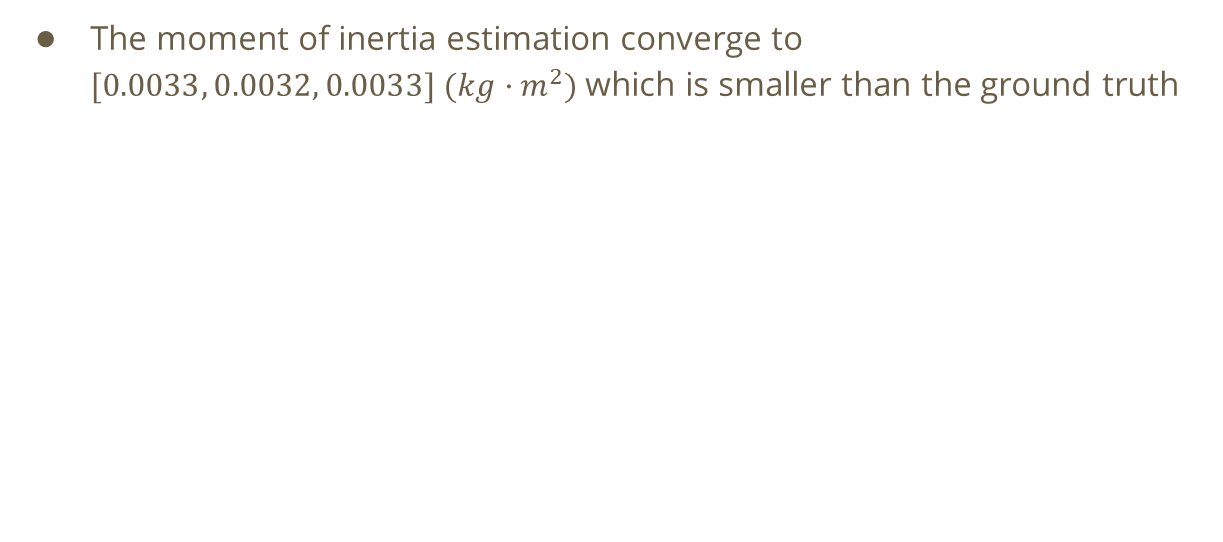 ● The moment of inertia estimation converge to
[0.0033, 0.0032, 0.0033] (kg · m²) which is smaller than the ground truth